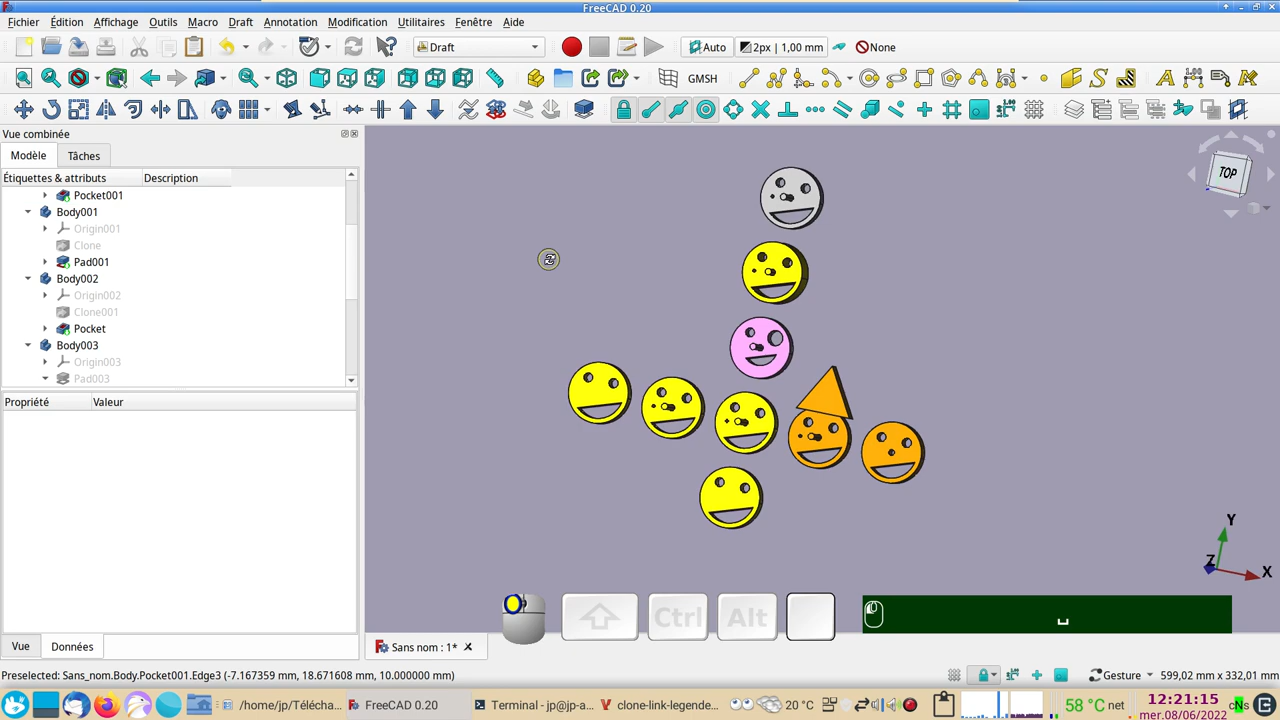 FreeCAD 0.20
Fichier Édition Affichage Outils Macro Draft Annotation Modification Utilitaires Fenêtre Aide
Draft Auto 2px | 1,00 mm None
GMSH
Vue combinée
Modèle Tâches
Étiquettes & attributs Description
Pocket001
Body001
Origin001
Clone
Pad001
Body002
Origin002
Clone001
Pocket
Body003
Origin003
Pad003
Propriété Valeur
TOP
Y
Z
X
Ctrl Alt
Vue Données
Sans nom : 1*
Preselected: Sans_nom.Body.Pocket001.Edge3 (-7.167359 mm, 18.671608 mm, 10.000000 mm)
Gesture 599,02 mm x 332,01 mm
/home/jp/Técha... FreeCAD 0.20 Terminal - jp@jp-a... clone-link-legende... 20 °C 58 °C net 12:21:15
mer.08/06/2022